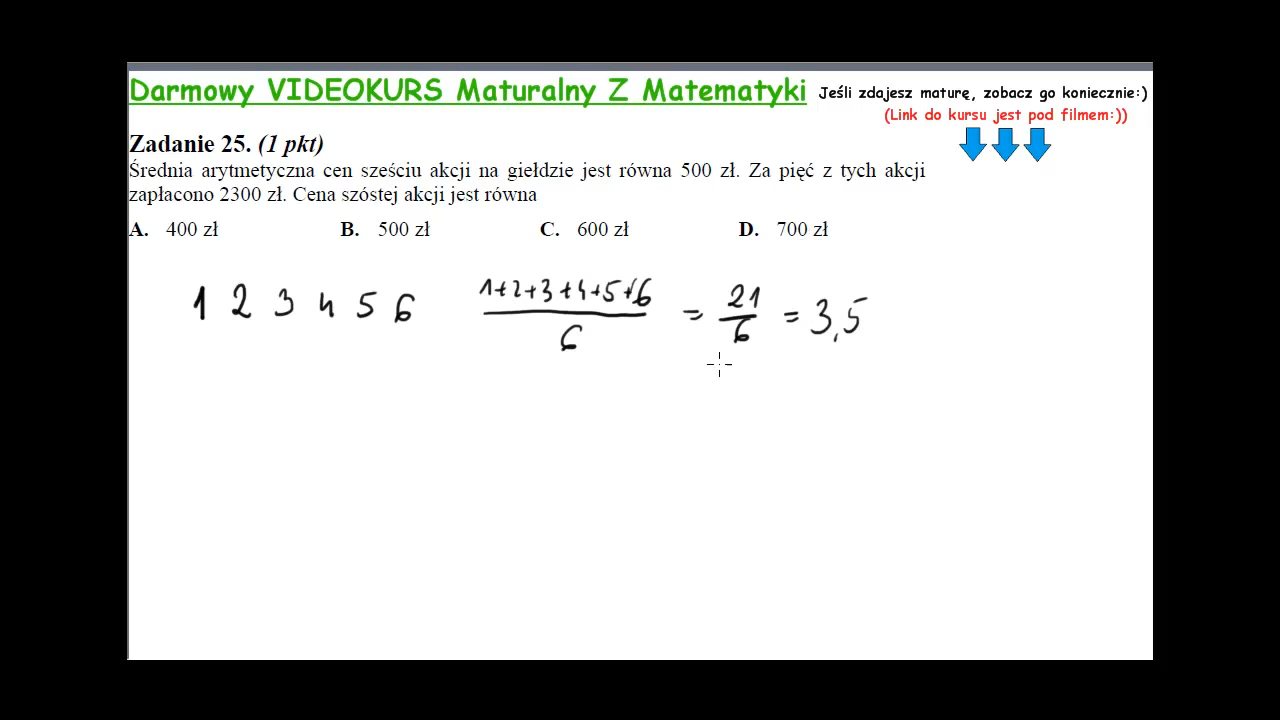 Darmowy VIDEOKURS Maturalny Z Matematyki Jeśli zdajesz maturę, zobacz go koniecznie:)
(Link do kursu jest pod filmem:))
Zadanie 25. (1 pkt)
Średnia arytmetyczna cen sześciu akcji na giełdzie jest równa 500 zł. Za pięć z tych akcji
zapłacono 2300 zł. Cena szóstej akcji jest równa
A. 400 zł B. 500 zł C. 600 zł D. 700 zł
1 2 3 4 5 6 1+2+3+4+5+6 / 6 = 21 / 6 = 3,5